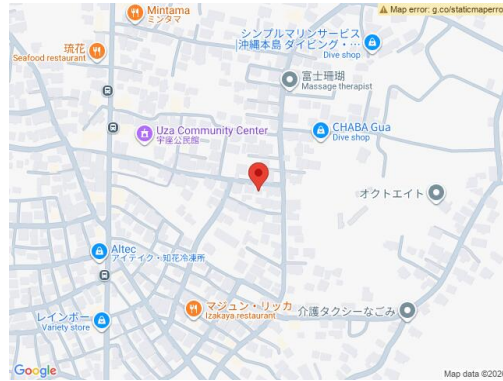 Mintama
ミンタマ
琉花
Seafood restaurant
シンプルマリンサービス
|沖縄本島 ダイビング・…
Dive shop
⚠ Map error: g.co/staticmaperro
富士珊瑚
Massage therapist
Uza Community Center
宇座公民館
CHABA Gua
Dive shop
オクトエイト
Altec
アイテイク・知花冷凍所
マジュン・リッカ
Izakaya restaurant
介護タクシーなごみ
レインボー
Variety store
Google
Map data ©2026